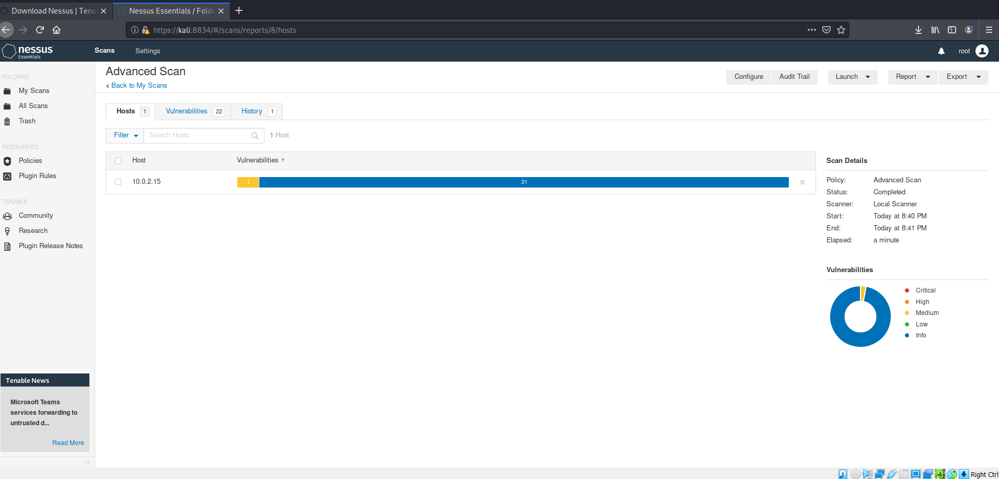 Download Nessus | Tena
Nessus Essentials / Folde
https://kali:8834/#/scans/reports/8/hosts
nessus
Essentials
Scans
Settings
root
FOLDERS
My Scans
All Scans
Trash
RESOURCES
Policies
Plugin Rules
TENABLE
Community
Research
Plugin Release Notes
Tenable News
Microsoft Teams
services forwarding to
untrusted d...
Read More
Advanced Scan
Back to My Scans
Configure
Audit Trail
Launch
Report
Export
Hosts 1
Vulnerabilities 22
History 1
Filter
Search Hosts
1 Host
Host
Vulnerabilities
10.0.2.15
1
31
Scan Details
Policy: Advanced Scan
Status: Completed
Scanner: Local Scanner
Start: Today at 8:40 PM
End: Today at 8:41 PM
Elapsed: a minute
Vulnerabilities
Critical
High
Medium
Low
Info
Right Ctrl